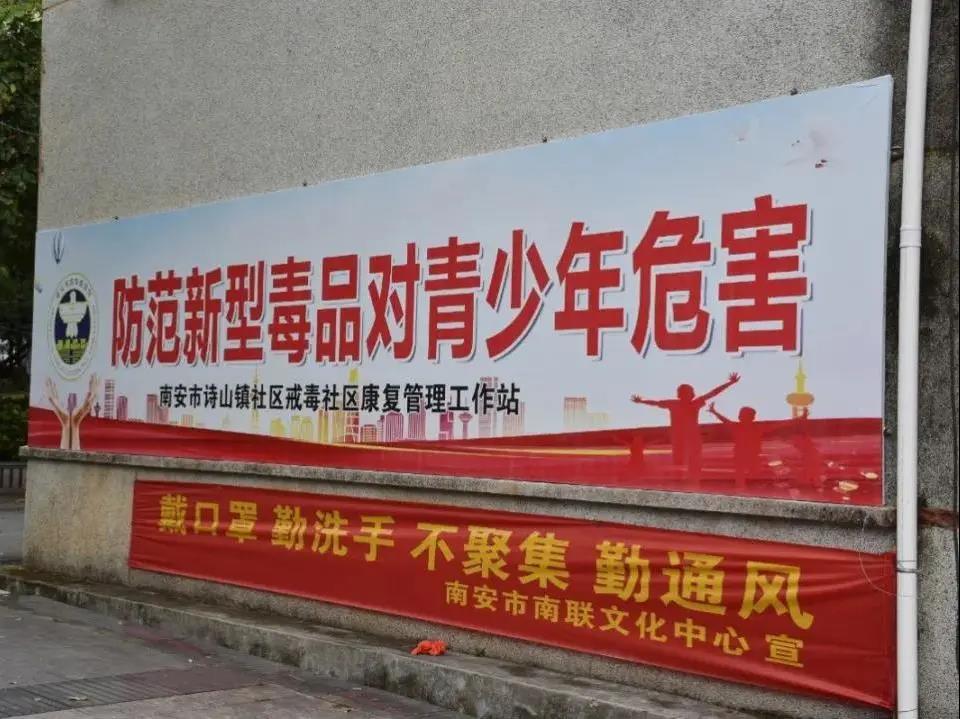 防范新型毒品对青少年危害
南安市诗山镇社区戒毒社区康复管理工作站
戴口罩 勤洗手 不聚集 勤通风
南安市南联文化中心 宣